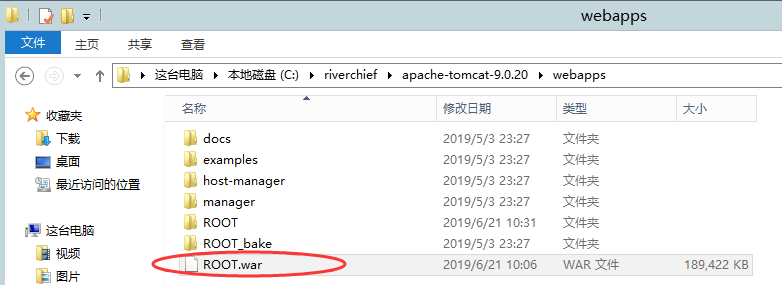 webapps
文件 主页 共享 查看
这台电脑 本地磁盘 (C:) riverchief apache-tomcat-9.0.20 webapps
收藏夹
下载
桌面
最近访问的位置
这台电脑
视频
图片
名称 修改日期 类型 大小
docs 2019/5/3 23:27 文件夹
examples 2019/5/3 23:27 文件夹
host-manager 2019/5/3 23:27 文件夹
manager 2019/5/3 23:27 文件夹
ROOT 2019/6/21 10:31 文件夹
ROOT_bake 2019/5/3 23:27 文件夹
ROOT.war 2019/6/21 10:06 WAR 文件 189,422 KB